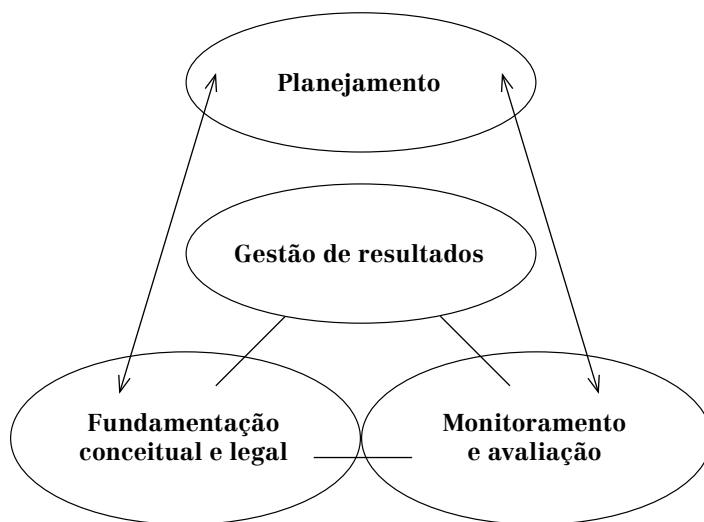 Planejamento
Gestão de resultados
Fundamentação
conceitual e legal
Monitoramento
e avaliação